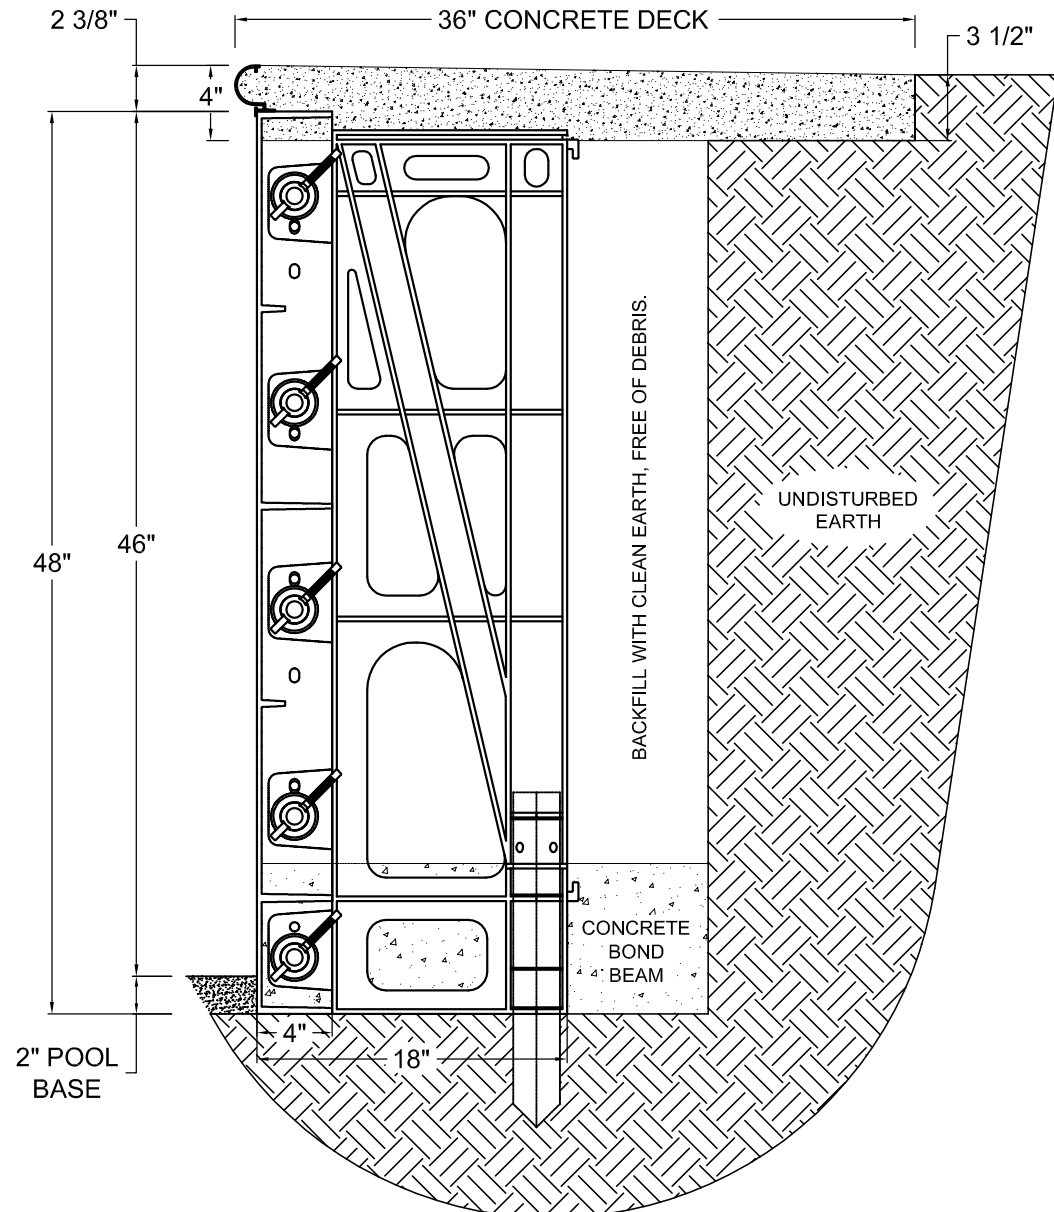 2 3/8"
36" CONCRETE DECK
3 1/2"
4"
48"
46"
BACKFILL WITH CLEAN EARTH, FREE OF DEBRIS.
UNDISTURBED
EARTH
CONCRETE
BOND
BEAM
4"
18"
2" POOL
BASE